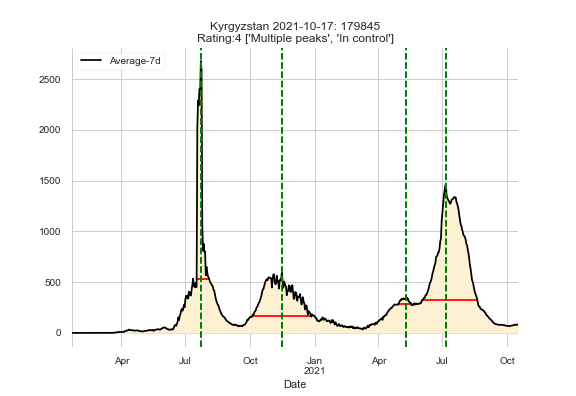 Kyrgyzstan 2021-10-17: 179845
Rating:4 ['Multiple peaks', 'In control']
Average-7d
2500
2000
1500
1000
500
0
Apr Jul Oct Jan Apr Jul Oct
2021
Date